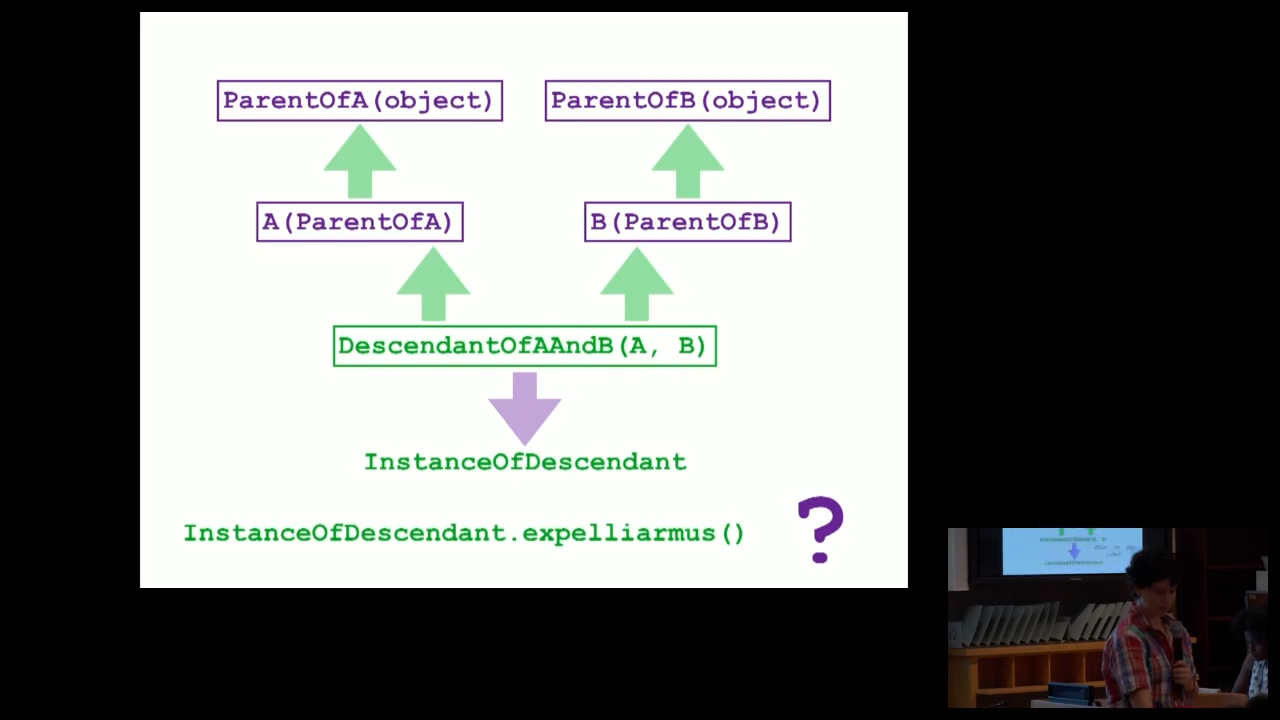 ParentOfA(object)
ParentOfB(object)
A(ParentOfA)
B(ParentOfB)
DescendantOfAAndB(A, B)
InstanceOfDescendant
InstanceOfDescendant.expelliarmus()
?